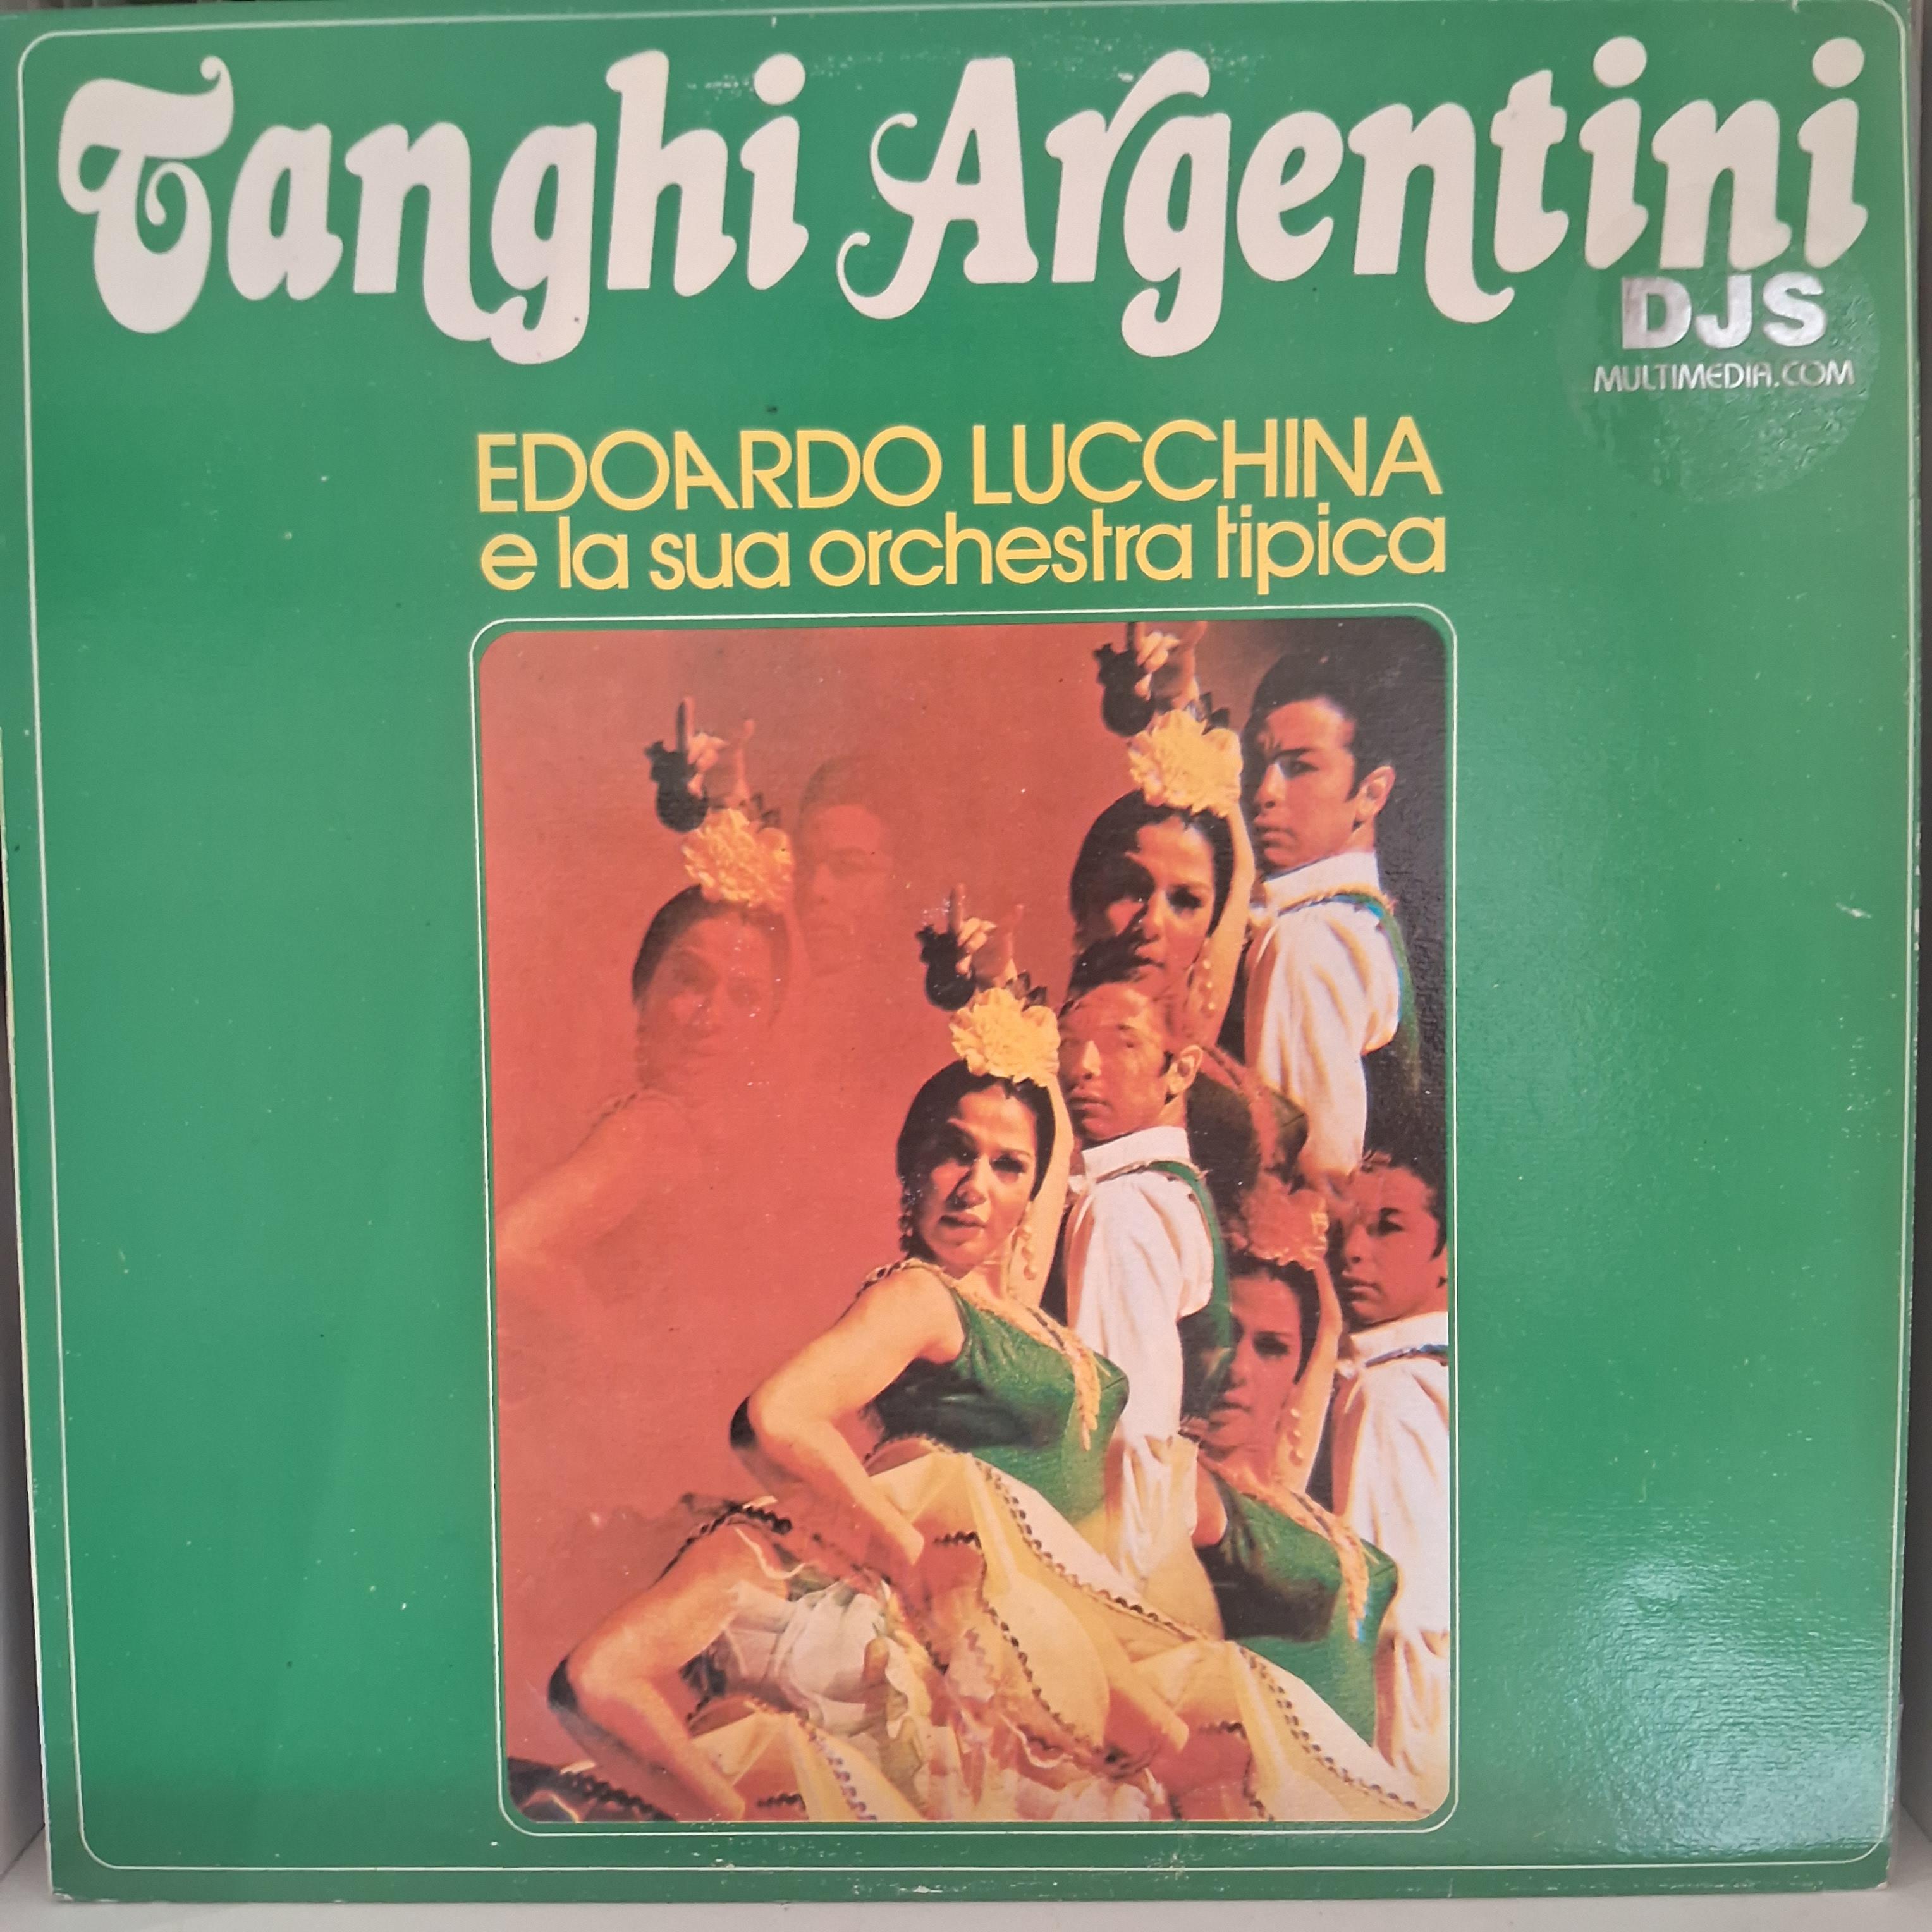 Tanghi Argentini
DJS
MULTIMEDIA.COM
EDOARDO LUCCHINA
e la sua orchestra tipica